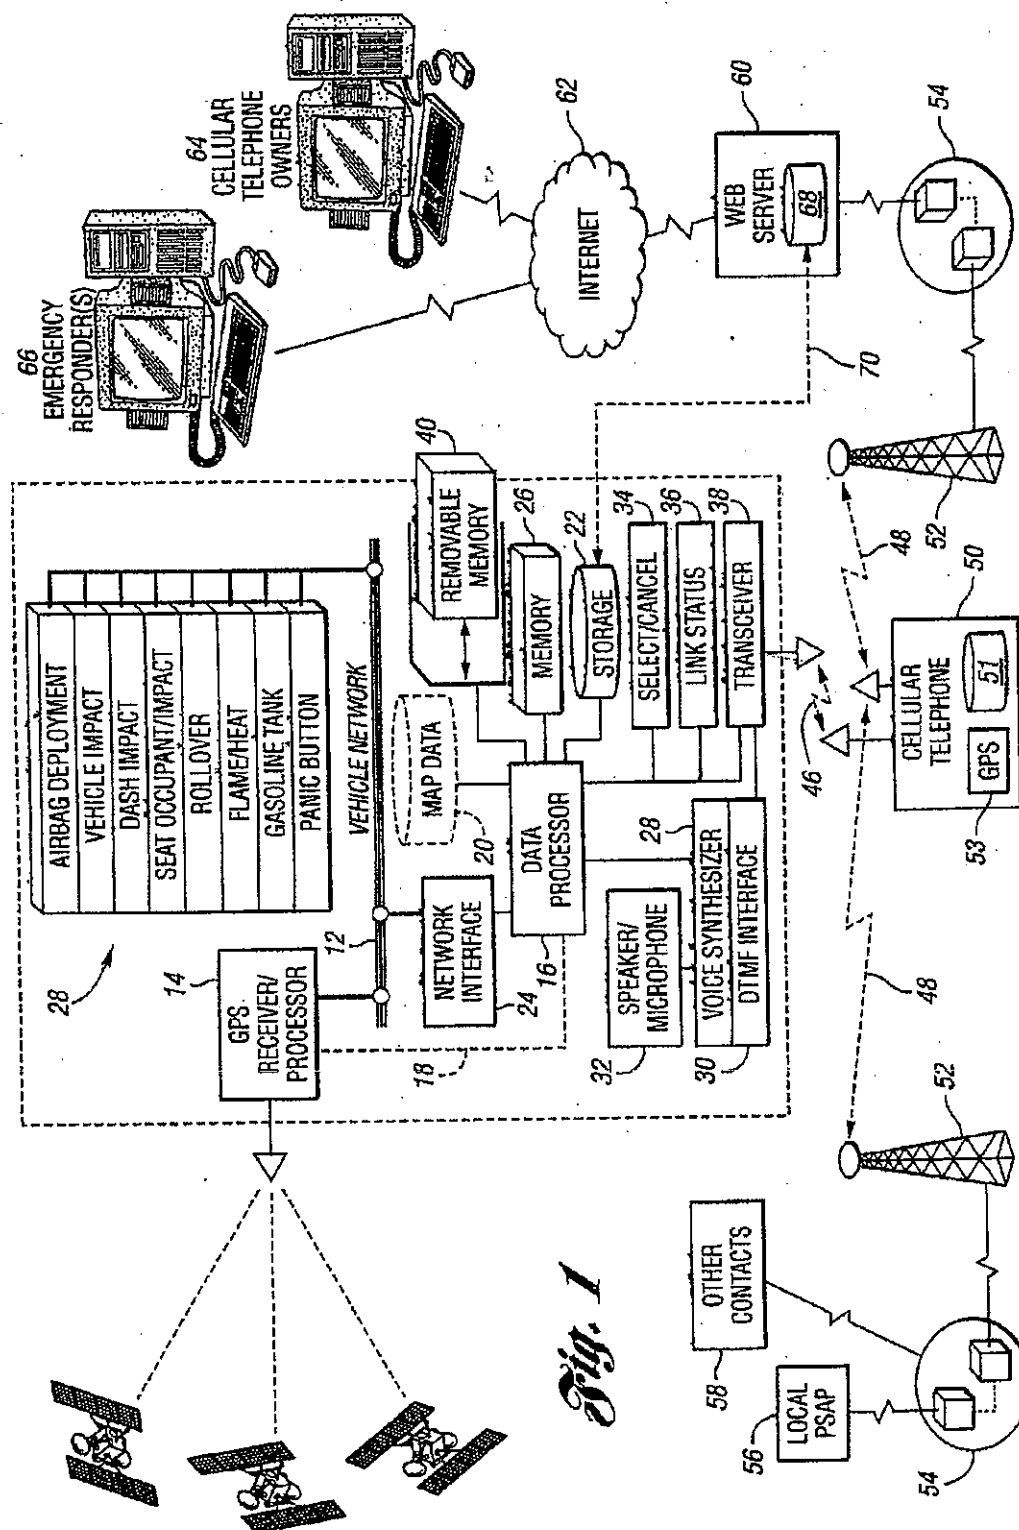 66
EMERGENCY
RESPONDER(S)
64
CELLULAR
TELEPHONE
OWNERS
62
INTERNET
60
WEB
SERVER
68
54
70
28
AIRBAG DEPLOYMENT
VEHICLE IMPACT
DASH IMPACT
SEAT OCCUPANT/IMPACT
ROLLOVER
FLAME/HEAT
GASOLINE TANK
PANIC BUTTON
VEHICLE NETWORK
12
14
GPS
RECEIVER/
PROCESSOR
18
NETWORK
INTERFACE
24
MAP DATA
20
DATA
PROCESSOR
16
REMOVABLE
MEMORY
40
MEMORY
26
STORAGE
22
SELECT/CANCEL
34
LINK STATUS
36
TRANSCEIVER
38
SPEAKER/
MICROPHONE
32
VOICE SYNTHESIZER
28
DTMF INTERFACE
30
46
48
52
50
CELLULAR
TELEPHONE
51
GPS
53
48
52
OTHER
CONTACTS
58
LOCAL
PSAP
56
54
Fig. 1